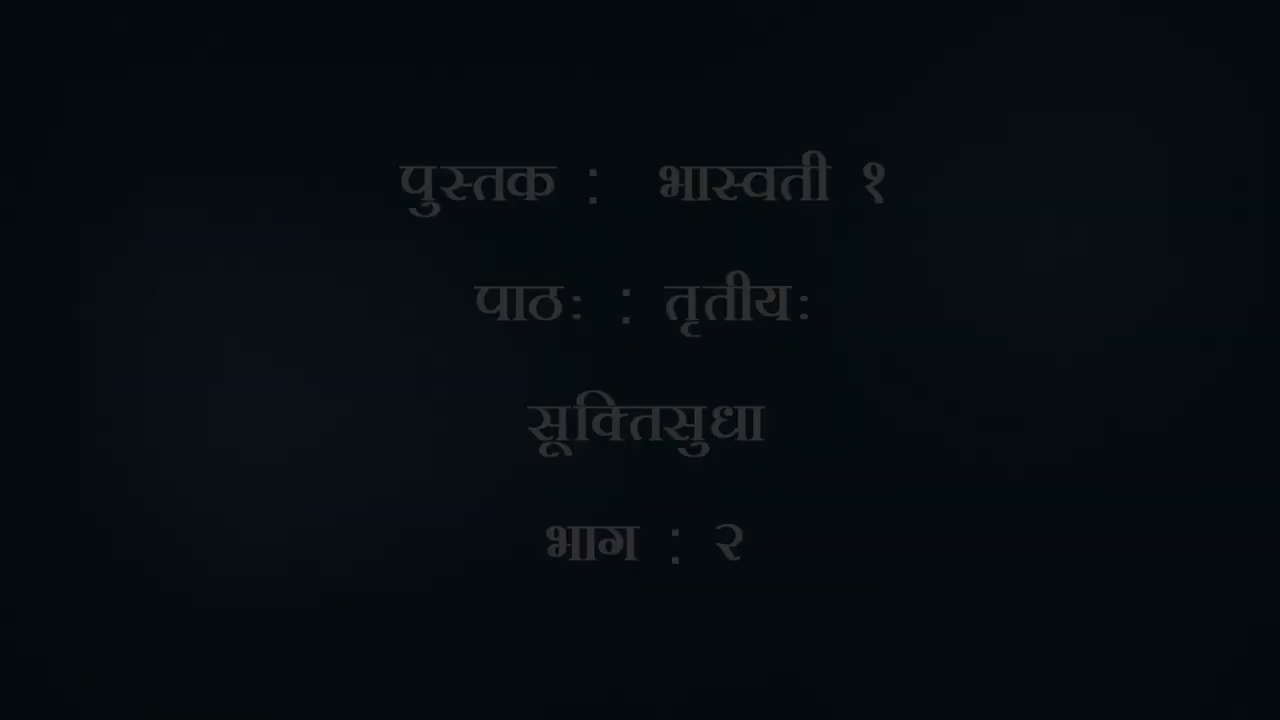 पुस्तक : भास्वती १
पाठः : तृतीयः
सूक्तिसुधा
भाग : २